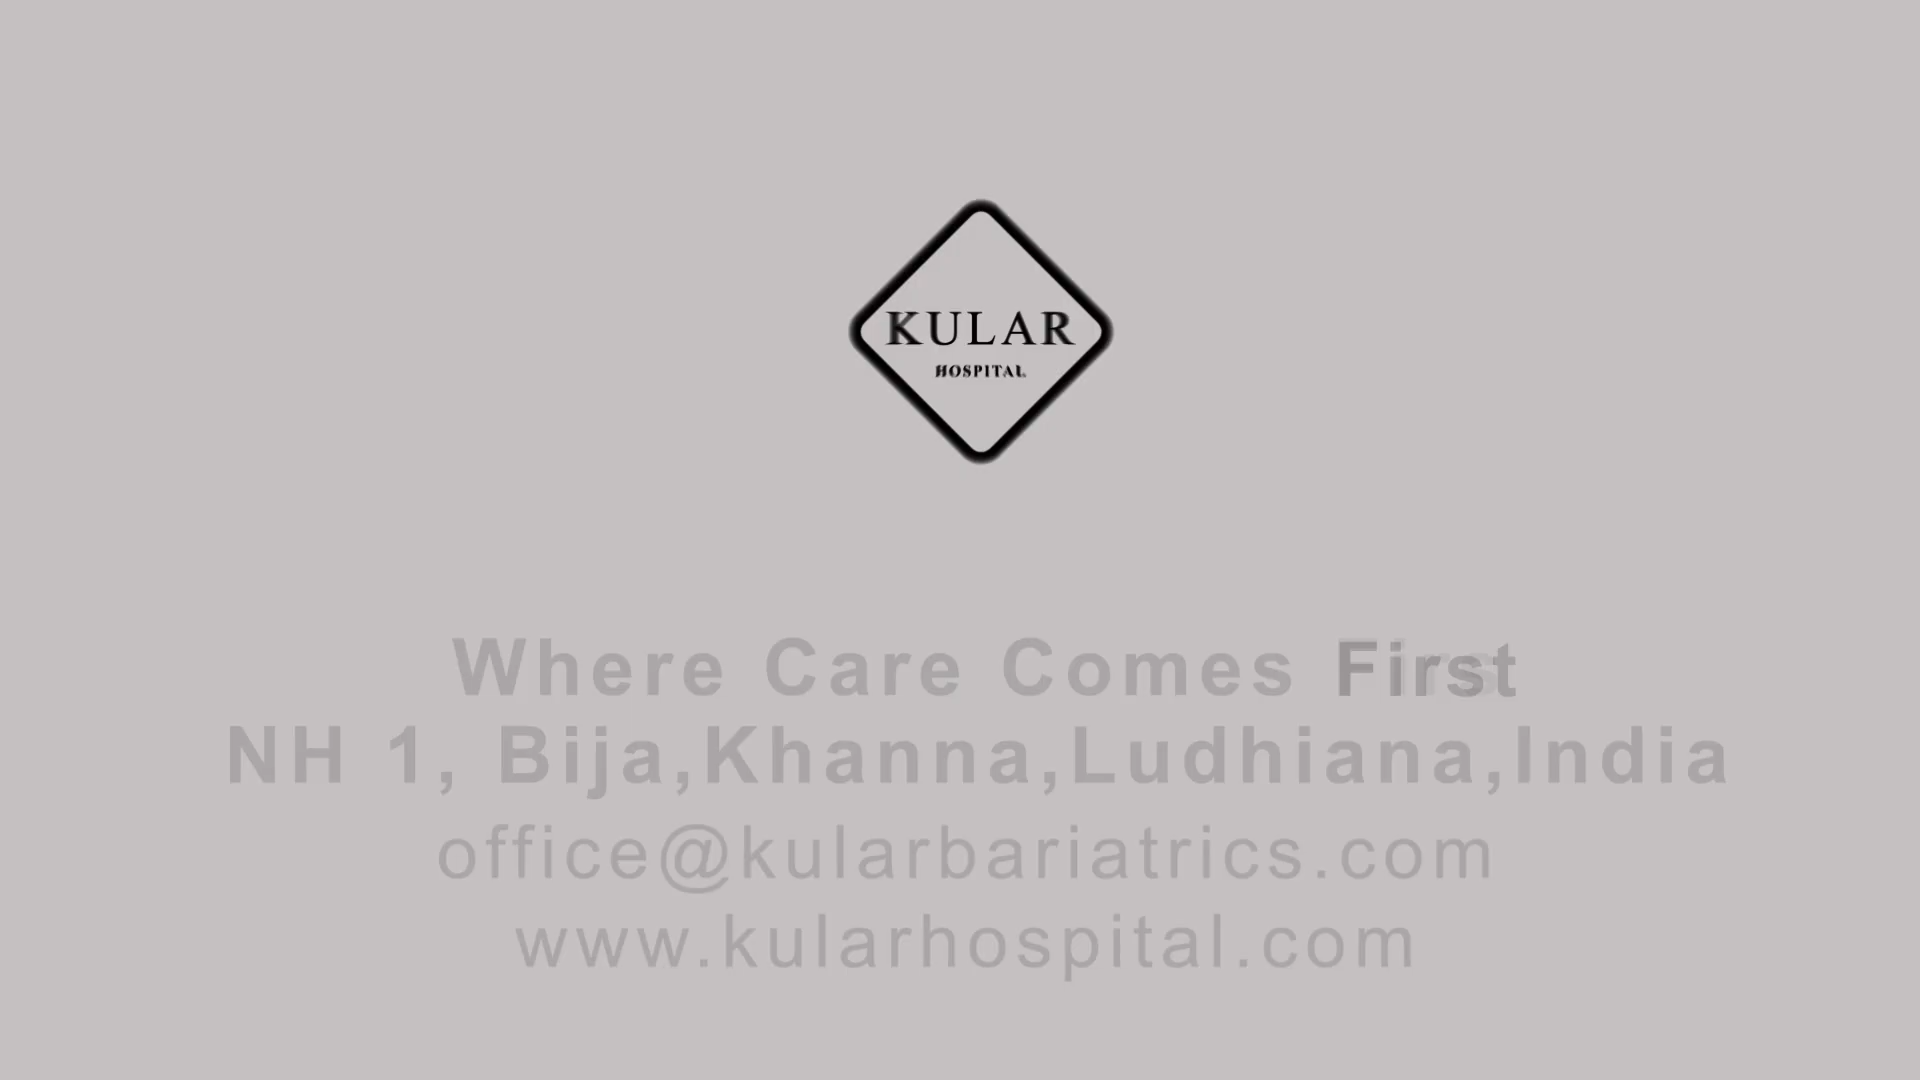 KULAR
HOSPITAL
Where Care Comes First
NH 1, Bija,Khanna,Ludhiana,India
office@kularbariatrics.com
www.kularhospital.com